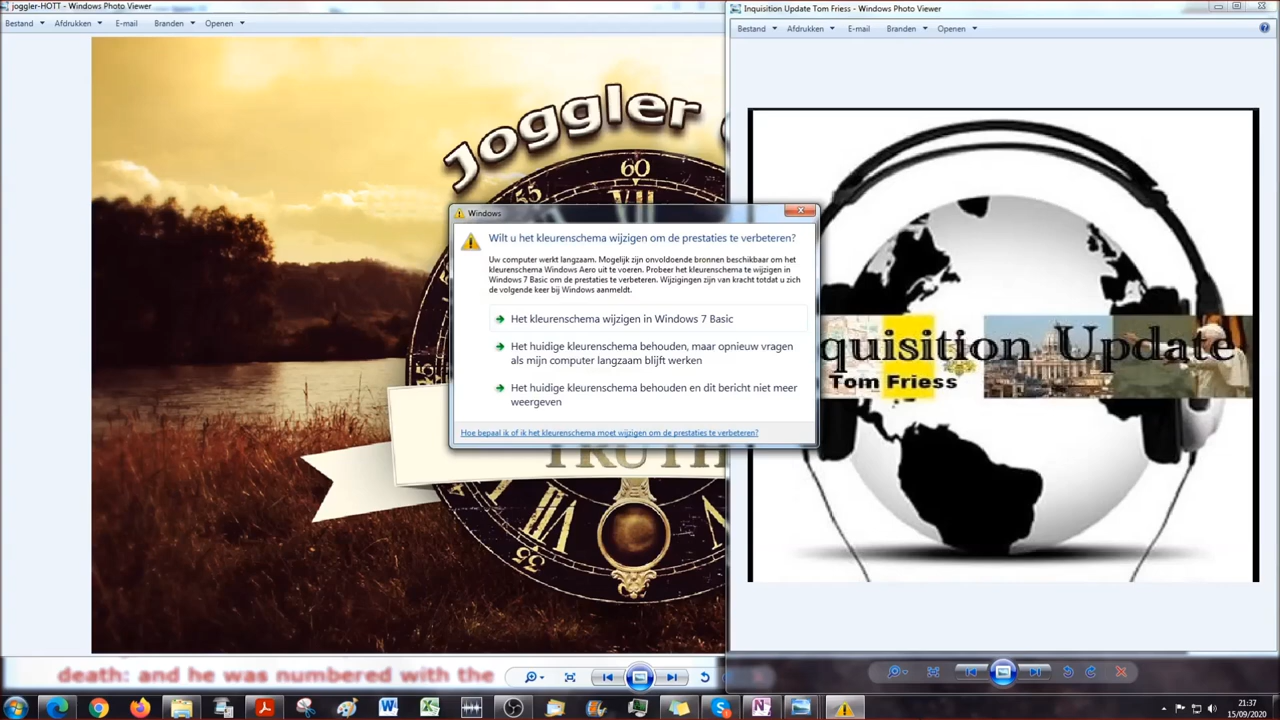 joggler-HOTT - Windows Photo Viewer
Bestand Afdrukken E-mail Branden Openen
Inquisition Update Tom Friess - Windows Photo Viewer
Bestand Afdrukken E-mail Branden Openen
Joggler
60
55
VII
TRUTH
35
Windows
Wilt u het kleurenschema wijzigen om de prestaties te verbeteren?
Uw computer werkt langzaam. Mogelijk zijn onvoldoende bronnen beschikbaar om het
kleurenschema Windows Aero uit te voeren. Probeer het kleurenschema te wijzigen in
Windows 7 Basic om de prestaties te verbeteren. Wijzigingen zijn van kracht totdat u zich
de volgende keer bij Windows aanmeldt.
Het kleurenschema wijzigen in Windows 7 Basic
Het huidige kleurenschema behouden, maar opnieuw vragen
als mijn computer langzaam blijft werken
Het huidige kleurenschema behouden en dit bericht niet meer
weergeven
Hoe bepaal ik of ik het kleurenschema moet wijzigen om de prestaties te verbeteren?
quisition Update
Tom Friess
death: and he was numbered with the
21:37
15/09/2020